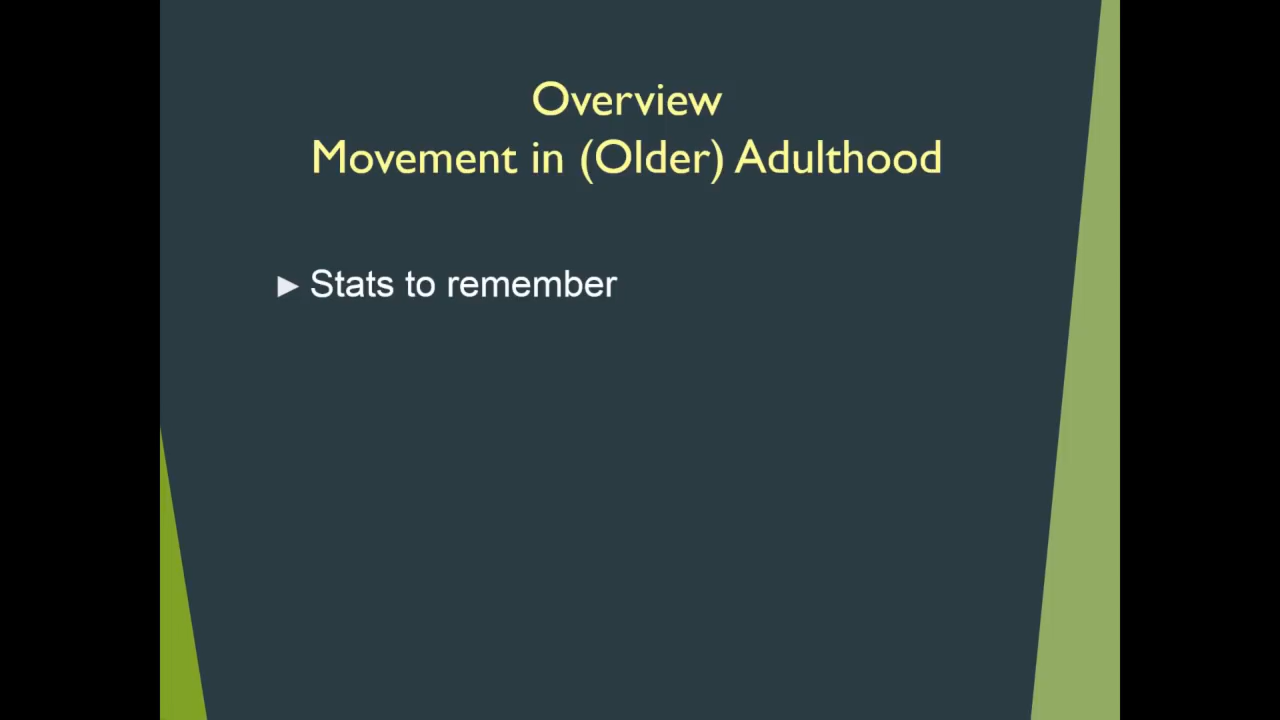 Overview
Movement in (Older) Adulthood
► Stats to remember